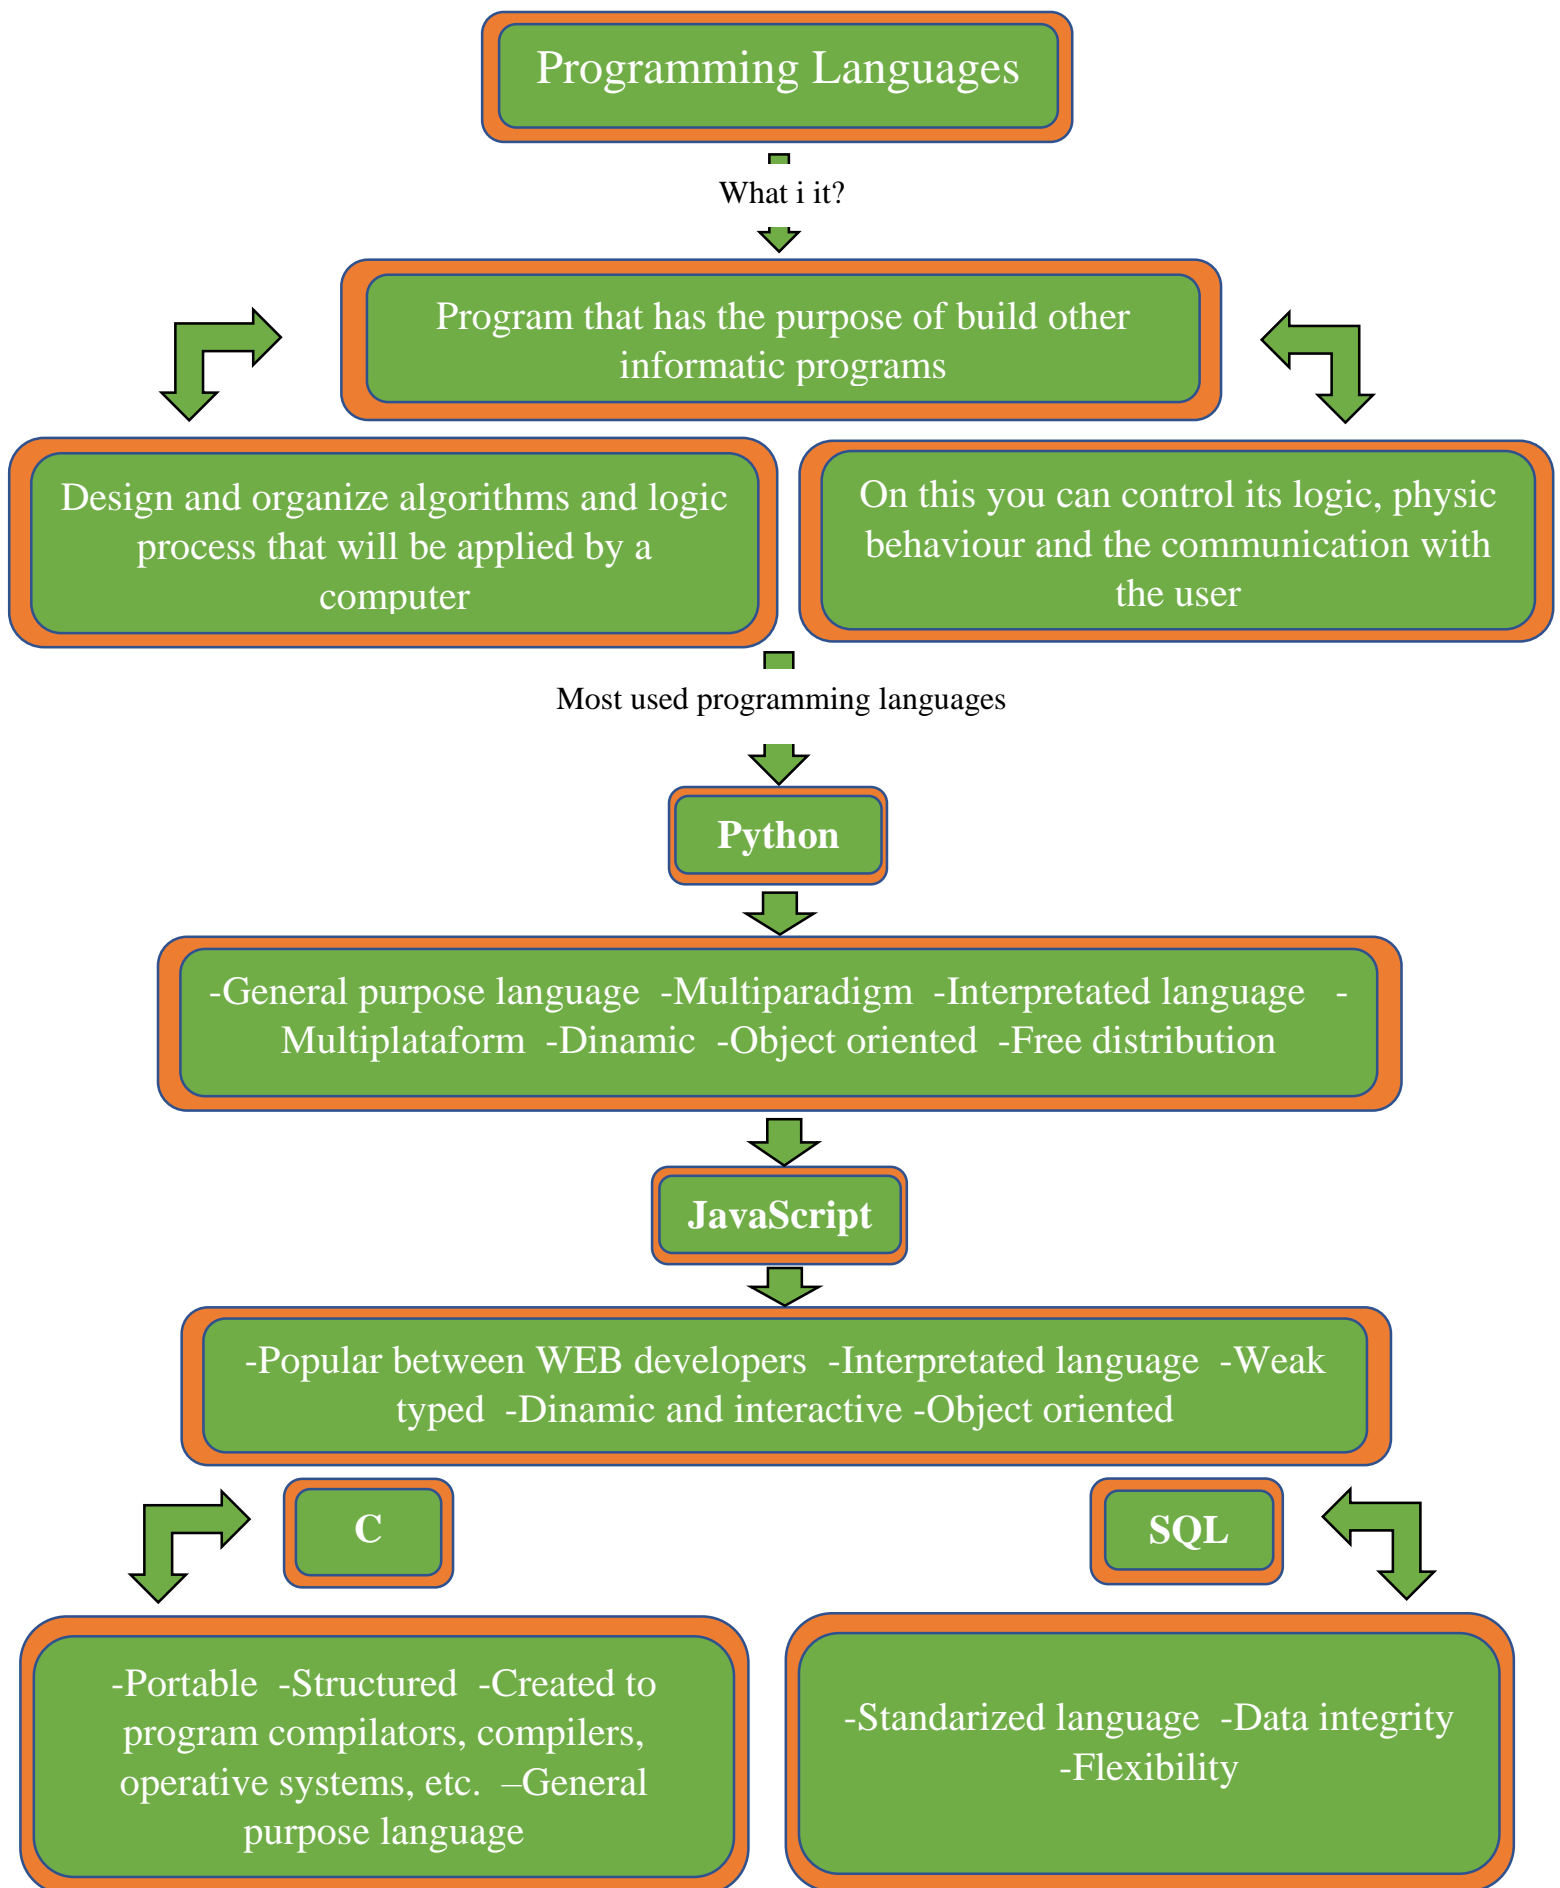 Programming Languages
What i it?
Program that has the purpose of build other
informatic programs
Design and organize algorithms and logic
process that will be applied by a
computer
On this you can control its logic, physic
behaviour and the communication with
the user
Most used programming languages
Python
-General purpose language -Multiparadigm -Interpretated language -
Multiplataform -Dinamic -Object oriented -Free distribution
JavaScript
-Popular between WEB developers -Interpretated language -Weak
typed -Dinamic and interactive -Object oriented
C
-Portable -Structured -Created to
program compilators, compilers,
operative systems, etc. –General
purpose language
SQL
-Standarized language -Data integrity
-Flexibility